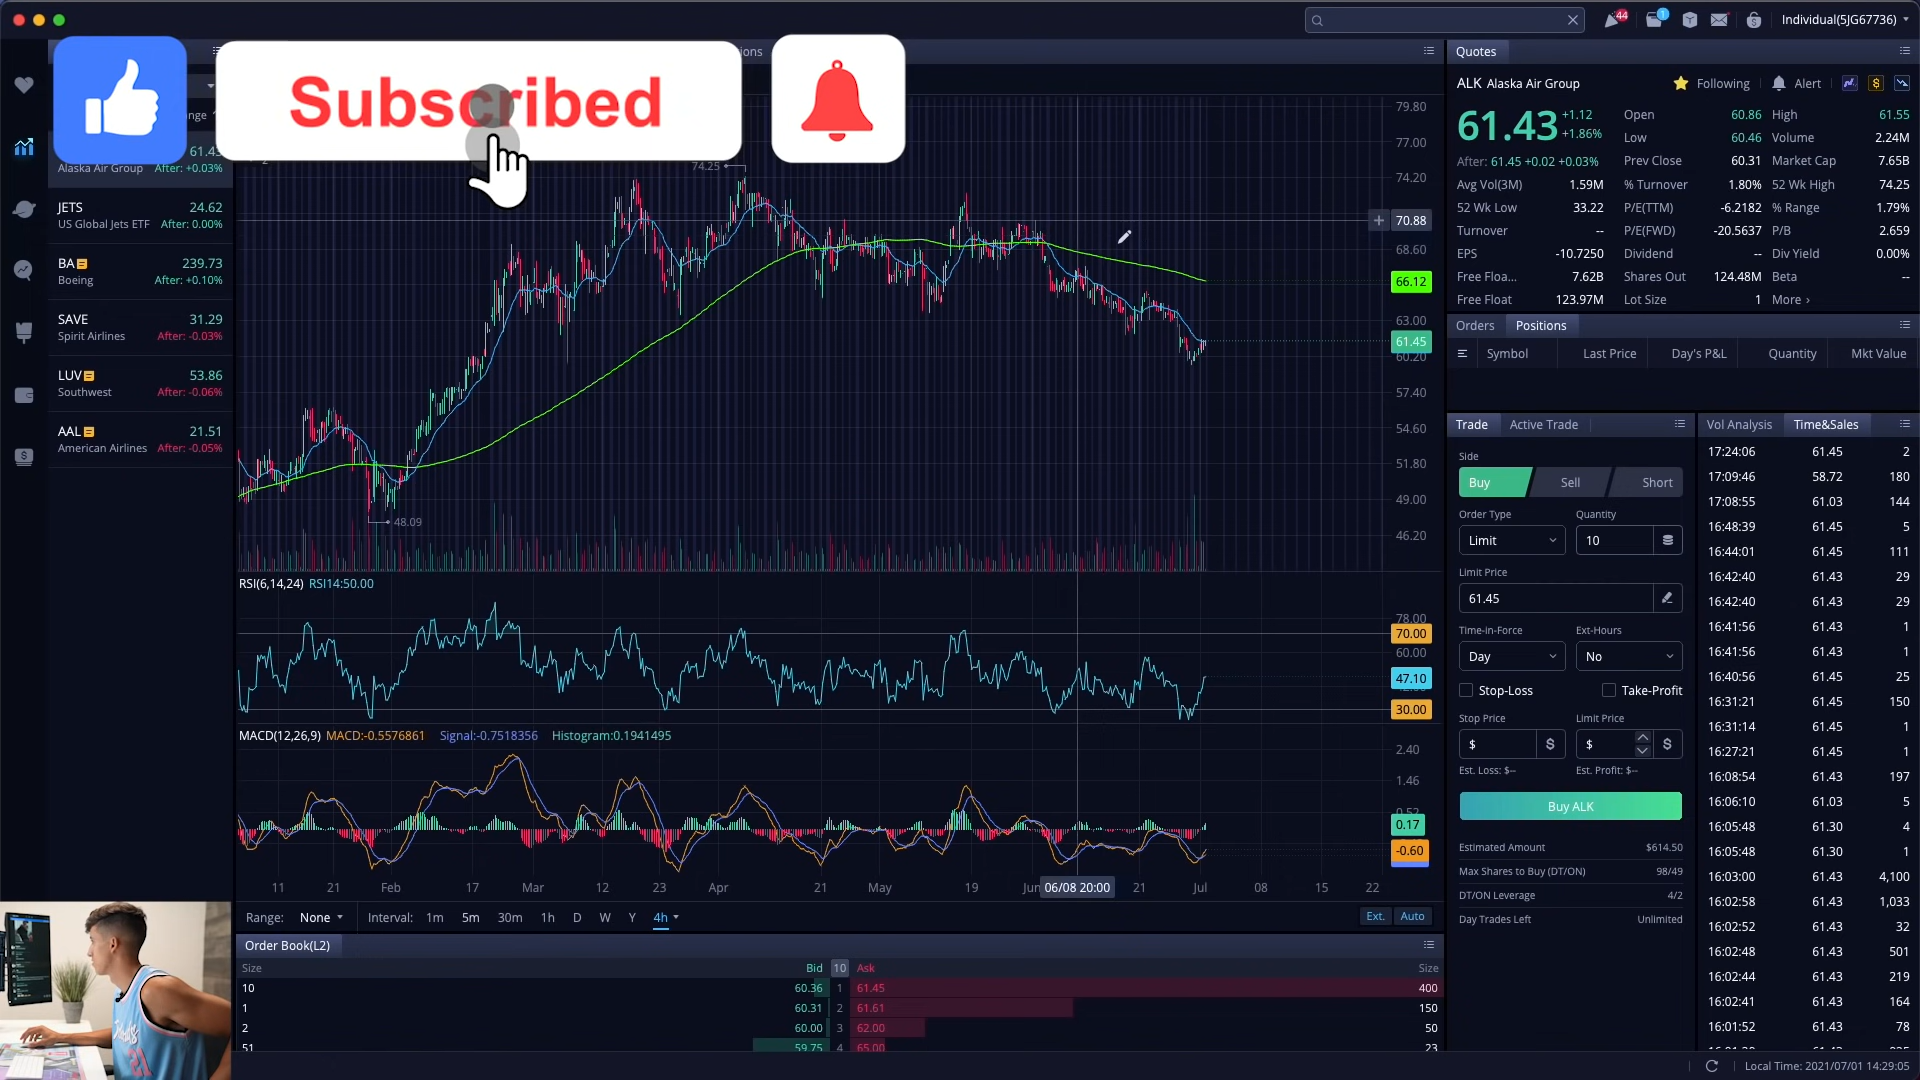 44
1
Individual(5JG67736)
Subscribed
ions
nge
61.43
Alaska Air Group After: +0.03%
JETS 24.62
US Global Jets ETF After: 0.00%
BA 239.73
Boeing After: +0.10%
SAVE 31.29
Spirit Airlines After: -0.03%
LUV 53.86
Southwest After: -0.06%
AAL 21.51
American Airlines After: -0.05%
74.25
48.09
79.80
77.00
74.20
70.88
68.60
66.12
63.00
61.45
60.20
57.40
54.60
51.80
49.00
46.20
RSI(6,14,24) RSI14:50.00
78.00
70.00
60.00
47.10
30.00
MACD(12,26,9) MACD:-0.5576861 Signal:-0.7518356 Histogram:0.1941495
2.40
1.46
0.52
0.17
-0.60
11 21 Feb 17 Mar 12 23 Apr 21 May 19 Jun 06/08 20:00 21 Jul 08 15 22
Range: None Interval: 1m 5m 30m 1h D W Y 4h Ext. Auto
Order Book(L2)
Size Bid 10 Ask Size
10 60.36 1 61.45 400
1 60.31 2 61.61 150
2 60.00 3 62.00 50
51 59.75 4 65.00 23
Quotes
ALK Alaska Air Group Following Alert
61.43 +1.12
+1.86%
After: 61.45 +0.02 +0.03%
Open 60.86 High 61.55
Low 60.46 Volume 2.24M
Prev Close 60.31 Market Cap 7.65B
Avg Vol(3M) 1.59M % Turnover 1.80% 52 Wk High 74.25
52 Wk Low 33.22 P/E(TTM) -6.2182 % Range 1.79%
Turnover -- P/E(FWD) -20.5637 P/B 2.659
EPS -10.7250 Dividend -- Div Yield 0.00%
Free Floa... 7.62B Shares Out 124.48M Beta --
Free Float 123.97M Lot Size 1 More ›
Orders Positions
Symbol Last Price Day's P&L Quantity Mkt Value
Trade Active Trade
Side
Buy Sell Short
Order Type Quantity
Limit 10
Limit Price
61.45
Time-in-Force Ext-Hours
Day No
Stop-Loss Take-Profit
Stop Price Limit Price
$ $ $ $
Est. Loss: $-- Est. Profit: $--
Buy ALK
Estimated Amount $614.50
Max Shares to Buy (DT/ON) 98/49
DT/ON Leverage 4/2
Day Trades Left Unlimited
Vol Analysis Time&Sales
17:24:06 61.45 2
17:09:46 58.72 180
17:08:55 61.03 144
16:48:39 61.45 5
16:44:01 61.45 111
16:42:40 61.43 29
16:42:40 61.43 29
16:41:56 61.43 1
16:41:56 61.43 1
16:40:56 61.45 25
16:31:21 61.45 150
16:31:14 61.45 1
16:27:21 61.45 1
16:08:54 61.43 197
16:06:10 61.03 5
16:05:48 61.30 4
16:05:48 61.30 1
16:03:00 61.43 4,100
16:02:58 61.43 1,033
16:02:52 61.43 32
16:02:48 61.43 501
16:02:44 61.43 219
16:02:41 61.43 164
16:01:52 61.43 78
Local Time: 2021/07/01 14:29:05